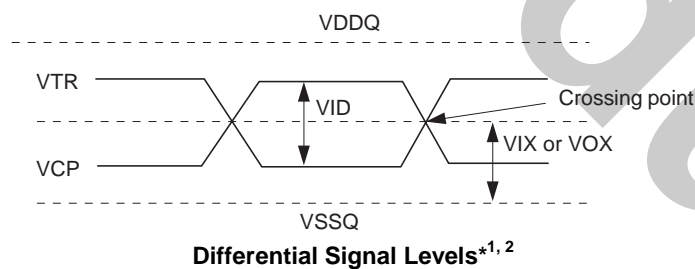 VDDQ
VTR
VID
Crossing point
VIX or VOX
VCP
VSSQ
Differential Signal Levels*1, 2